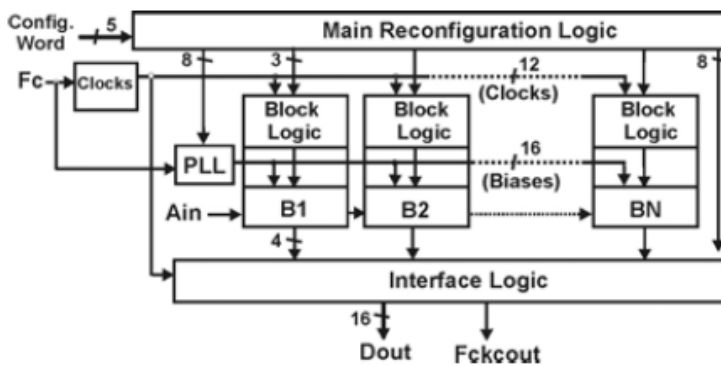 Config. Word
5
Main Reconfiguration Logic
8
3
12
8
Fc
Clocks
(Clocks)
Block Logic
Block Logic
Block Logic
PLL
16
(Biases)
Ain
B1
B2
BN
4
Interface Logic
16
Dout
Fckcout